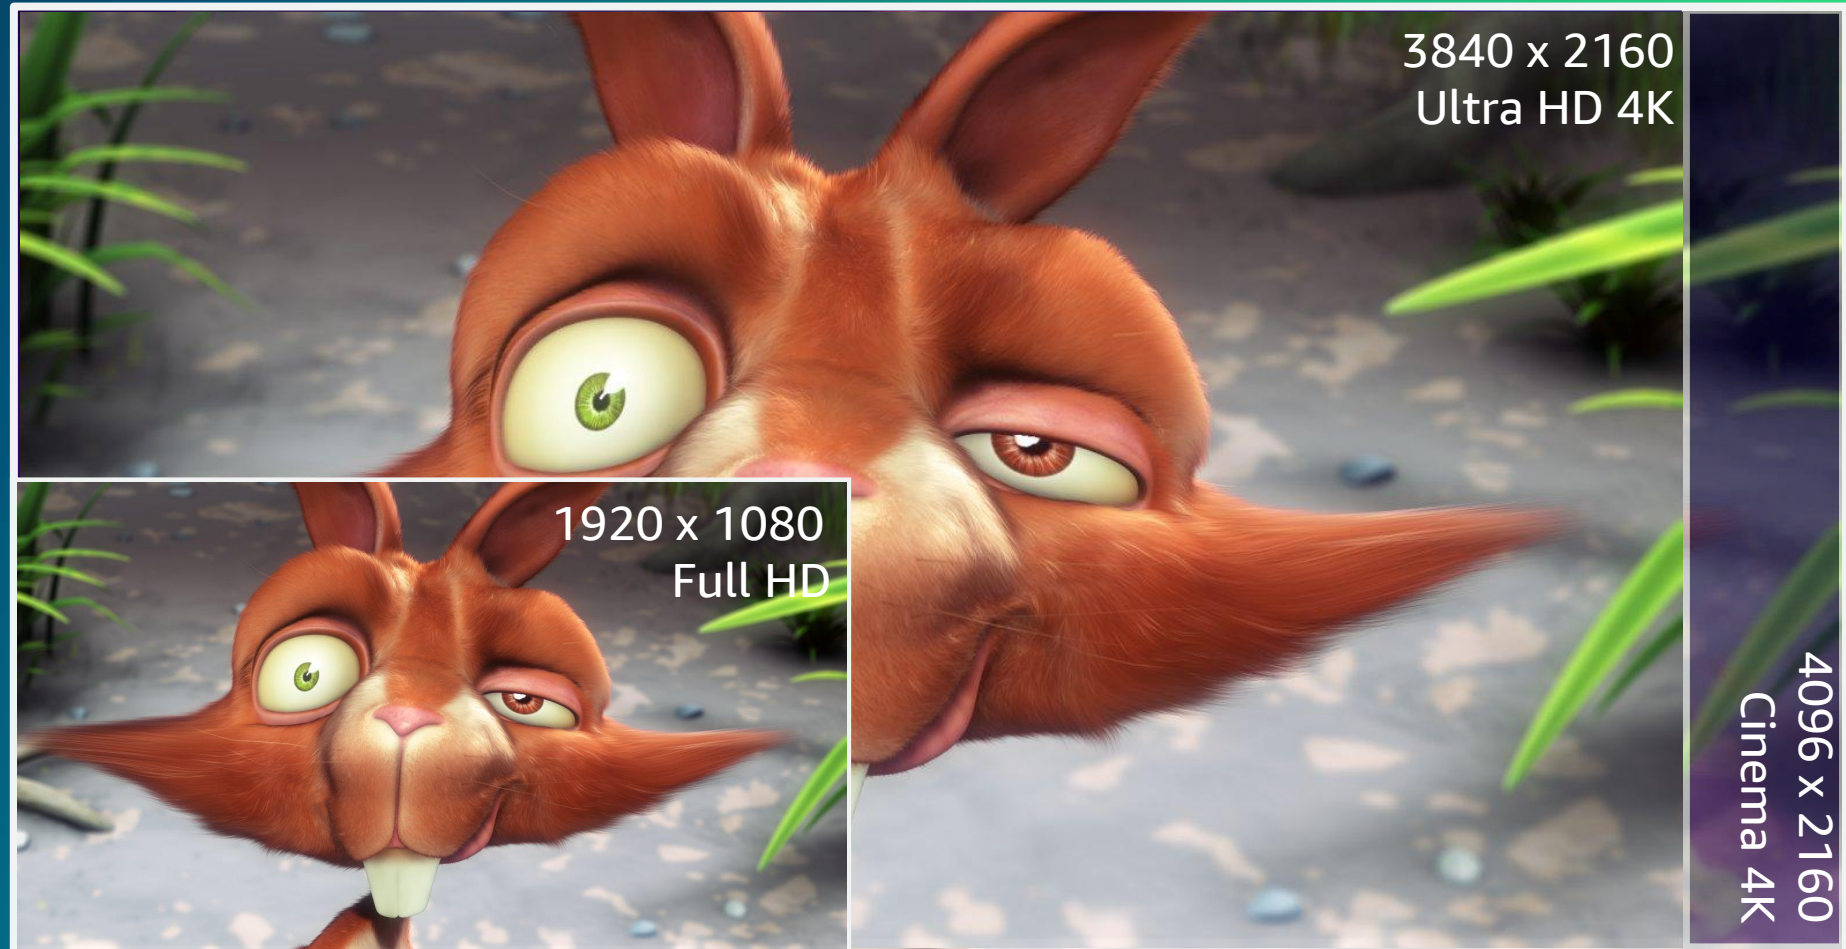 3840 x 2160
Ultra HD 4K
1920 x 1080
Full HD
4096 x 2160
Cinema 4K